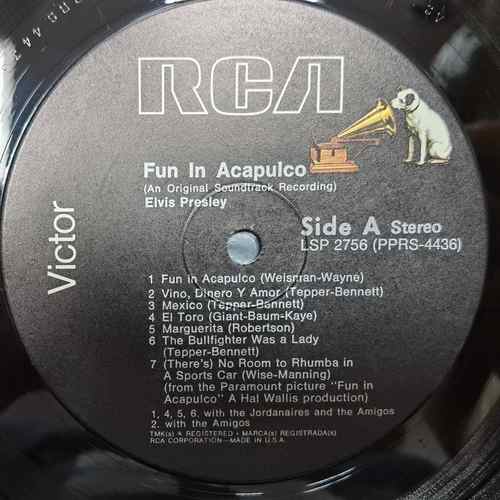 RCA
Victor
Fun In Acapulco
(An Original Soundtrack Recording)
Elvis Presley
Side A Stereo
LSP 2756 (PPRS-4436)
1 Fun in Acapulco (Weisman-Wayne)
2 Vino, Dinero Y Amor (Tepper-Bennett)
3 Mexico (Tepper-Bennett)
4 El Toro (Giant-Baum-Kaye)
5 Marguerita (Robertson)
6 The Bullfighter Was a Lady
(Tepper-Bennett)
7 (There's) No Room to Rhumba in
A Sports Car (Wise-Manning)
(from the Paramount picture "Fun in
Acapulco" A Hal Wallis production)
1, 4, 5, 6, with the Jordanaires and the Amigos
2. with the Amigos
TMK(s) ® REGISTERED • MARCA(s) REGISTRADA(s)
RCA CORPORATION—MADE IN U.S.A.